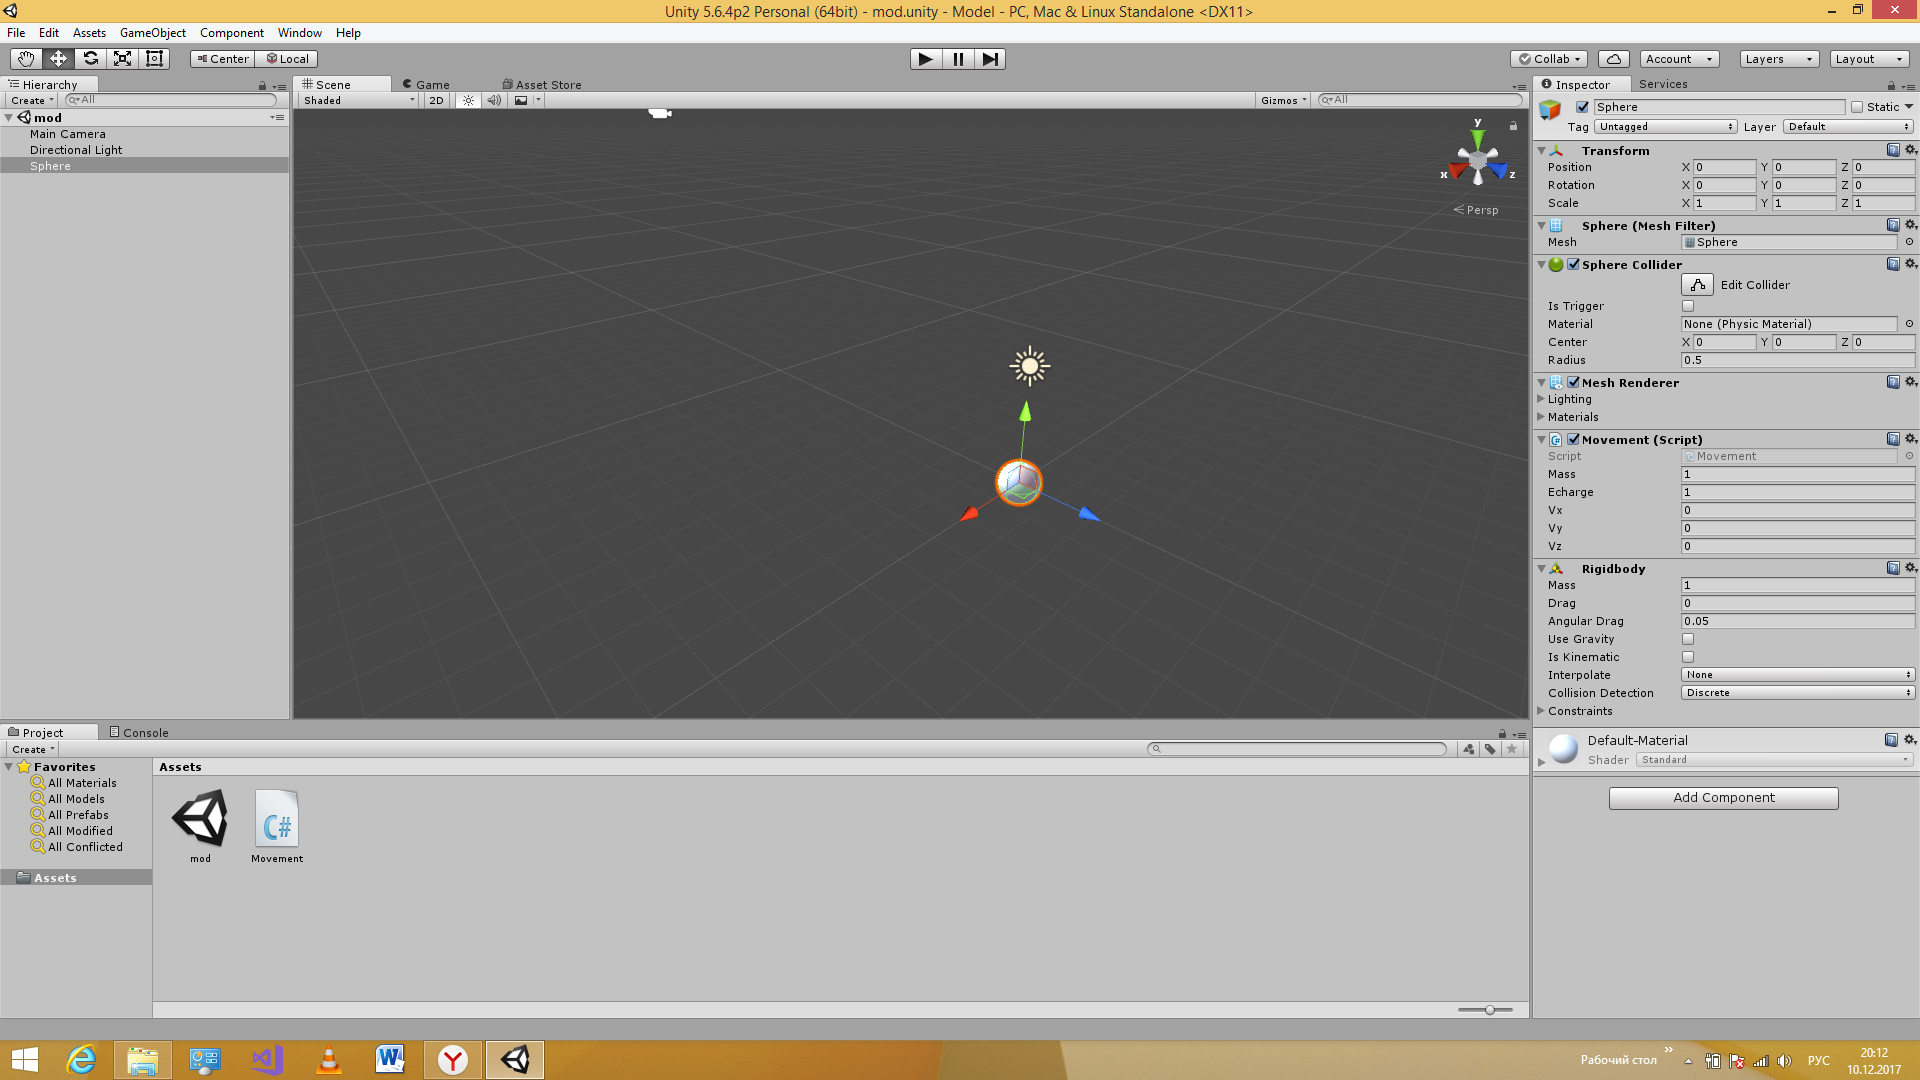 Unity 5.6.4p2 Personal (64bit) - mod.unity - Model - PC, Mac & Linux Standalone <DX11>
File Edit Assets GameObject Component Window Help
Center Local
Collab Account Layers Layout
Hierarchy
Create All
mod
Main Camera
Directional Light
Sphere
Scene Game Asset Store
Shaded 2D Gizmos All
y
x z
Persp
Inspector Services
Sphere Static
Tag Untagged Layer Default
Transform
Position X 0 Y 0 Z 0
Rotation X 0 Y 0 Z 0
Scale X 1 Y 1 Z 1
Sphere (Mesh Filter)
Mesh Sphere
Sphere Collider
Edit Collider
Is Trigger
Material None (Physic Material)
Center X 0 Y 0 Z 0
Radius 0.5
Mesh Renderer
Lighting
Materials
Movement (Script)
Script Movement
Mass 1
Echarge 1
Vx 0
Vy 0
Vz 0
Rigidbody
Mass 1
Drag 0
Angular Drag 0.05
Use Gravity
Is Kinematic
Interpolate None
Collision Detection Discrete
Constraints
Default-Material
Shader Standard
Add Component
Project Console
Create
Favorites
All Materials
All Models
All Prefabs
All Modified
All Conflicted
Assets
Assets
C#
mod Movement
Рабочий стол
РУС
20:12
10.12.2017